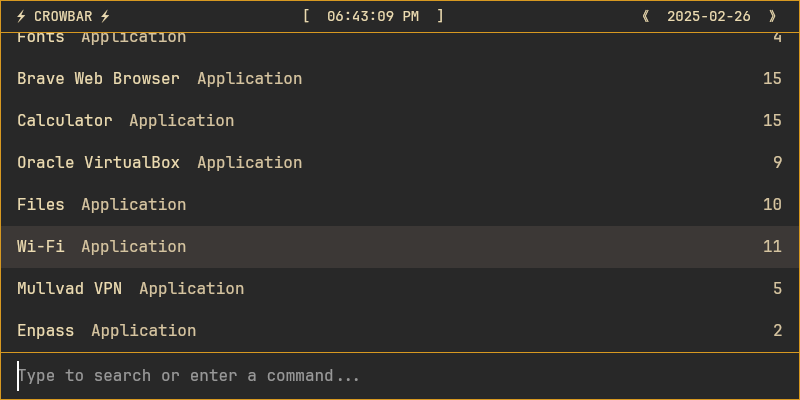 ⚡ CROWBAR ⚡ [ 06:43:09 PM ] 《 2025-02-26 》
Fonts Application 4
Brave Web Browser Application 15
Calculator Application 15
Oracle VirtualBox Application 9
Files Application 10
Wi-Fi Application 11
Mullvad VPN Application 5
Enpass Application 2
Type to search or enter a command...